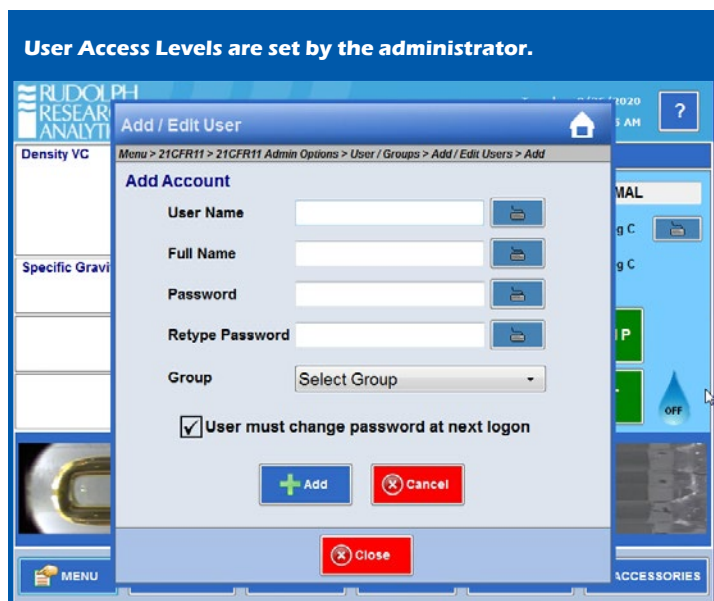 User Access Levels are set by the administrator.
RUDOLPH
RESEAR
ANALYTI
/2020
AM
?
Add / Edit User
Density VC
Menu > 21CFR11 > 21CFR11 Admin Options > User / Groups > Add / Edit Users > Add
Add Account
MAL
User Name
g C
Full Name
Specific Gravi
g C
Password
Retype Password
P
Group
Select Group
OFF
User must change password at next logon
Add
Cancel
Close
MENU
ACCESSORIES